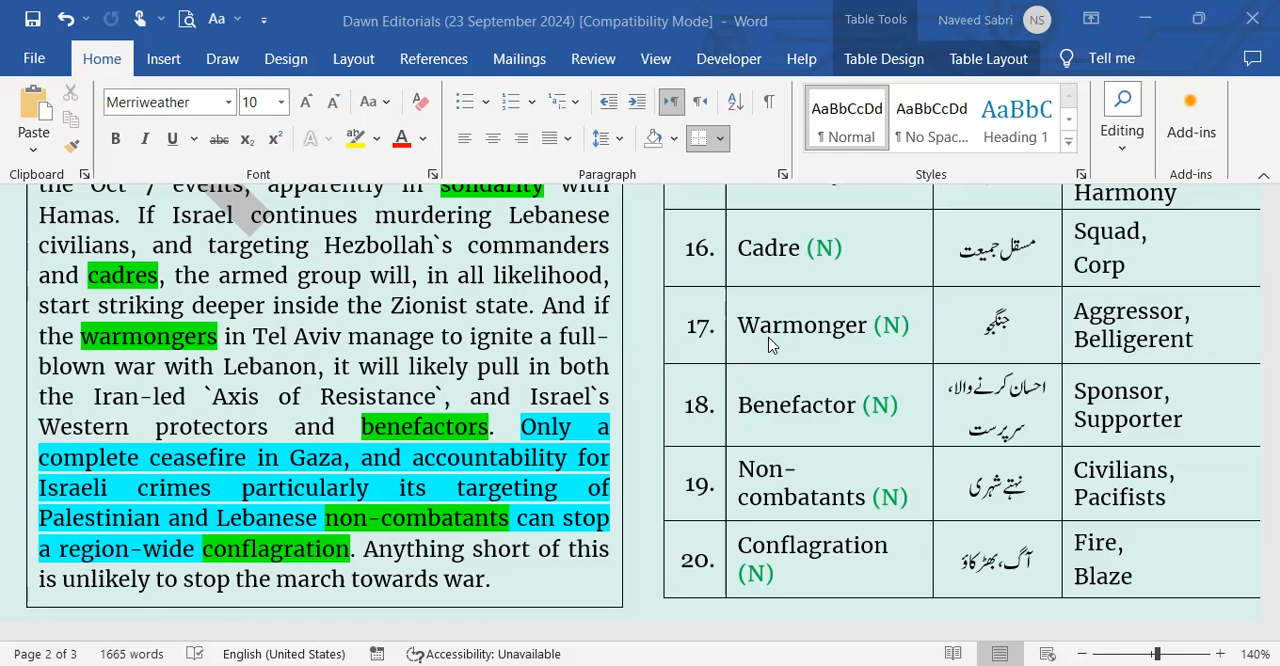 Dawn Editorials (23 September 2024) [Compatibility Mode] - Word
Table Tools
Naveed Sabri
NS
File
Home
Insert
Draw
Design
Layout
References
Mailings
Review
View
Developer
Help
Table Design
Table Layout
Tell me
Paste
Clipboard
Merriweather
10
Font
Paragraph
AaBbCcDd
¶ Normal
AaBbCcDd
¶ No Spac...
AaBbC
Heading 1
Styles
Editing
Add-ins
Add-ins
the Oct 7 events, apparently in solidarity with
Hamas. If Israel continues murdering Lebanese
civilians, and targeting Hezbollah`s commanders
and cadres, the armed group will, in all likelihood,
start striking deeper inside the Zionist state. And if
the warmongers in Tel Aviv manage to ignite a full-
blown war with Lebanon, it will likely pull in both
the Iran-led `Axis of Resistance`, and Israel`s
Western protectors and benefactors. Only a
complete ceasefire in Gaza, and accountability for
Israeli crimes particularly its targeting of
Palestinian and Lebanese non-combatants can stop
a region-wide conflagration. Anything short of this
is unlikely to stop the march towards war.
Harmony
16.
Cadre (N)
مستقل جمیعت
Squad,
Corp
17.
Warmonger (N)
جنگجو
Aggressor,
Belligerent
18.
Benefactor (N)
احسان کرنے والا،
سرپرست
Sponsor,
Supporter
19.
Non-
combatants (N)
نہتے شہری
Civilians,
Pacifists
20.
Conflagration
(N)
آگ، بھڑکاؤ
Fire,
Blaze
Page 2 of 3
1665 words
English (United States)
Accessibility: Unavailable
140%